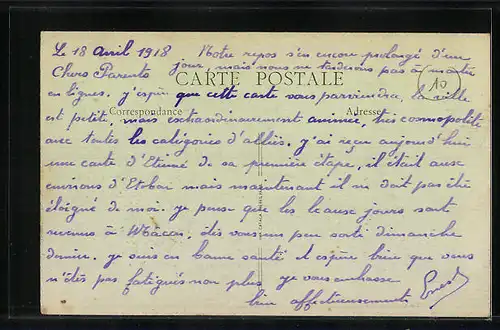 Le 18 avril 1918 Notre repos s'en encore prolongé d'un
Chers Parents jour, mais nous ne tarderons pas à monter
CARTE POSTALE
en lignes. J'espère que cette carte vous parviendra, la ville 10
Correspondance Adresse
est petite, mais extraordinairement animée, très cosmopolite
avec toutes les catégories d'alliés. J'ai reçu aujourd'hui
une carte d'Etienne de sa première étape, il était aux
environs d' mais maintenant il ne doit pas être
éloigné de moi. Je pense que les beaux jours sont
revenus à Mâcon, êtes vous un peu sorti dimanche
dernier. Je suis en bonne santé et espère bien que vous
n'êtes pas fatigués non plus. Je vous embrasse
bien affectueusement Ernest